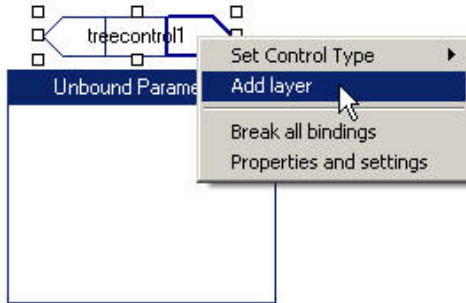 treecontrol1
Set Control Type
Unbound Parame
Add layer
Break all bindings
Properties and settings